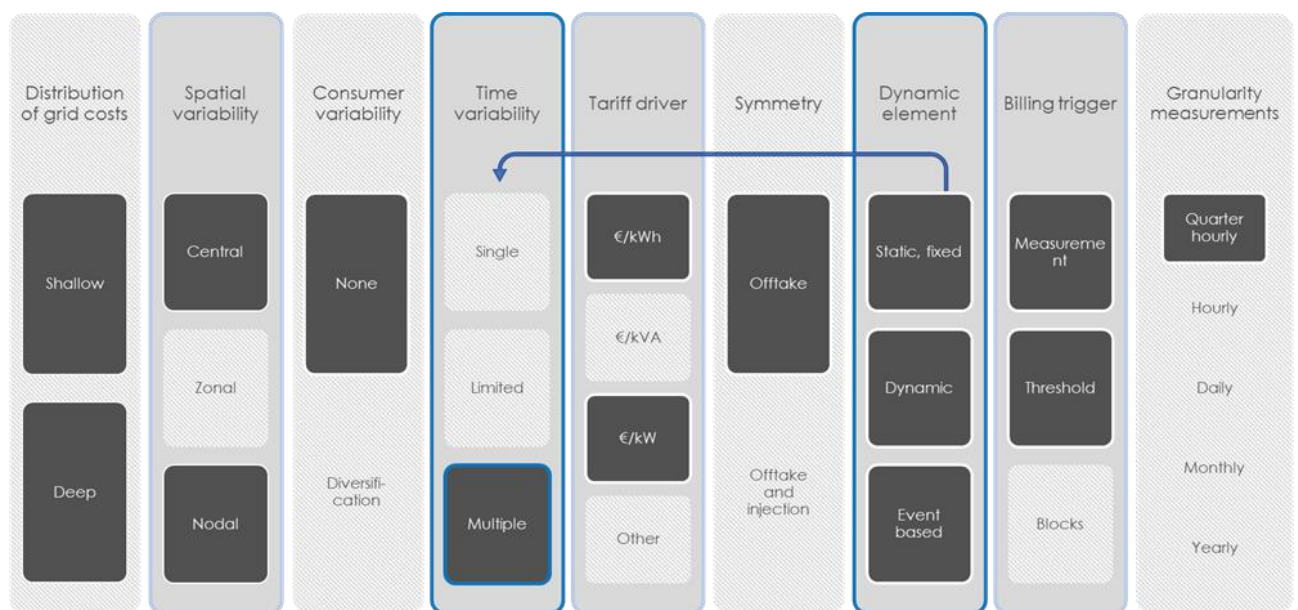 Distribution
of grid costs
Shallow
Deep
Spatial
variability
Central
Zonal
Nodal
Consumer
variability
None
Diversifi-
cation
Time
variability
Single
Limited
Multiple
Tariff driver
€/kWh
€/kVA
€/kW
Other
Symmetry
Offtake
Offtake
and
injection
Dynamic
element
Static, fixed
Dynamic
Event
based
Billing trigger
Measureme
nt
Threshold
Blocks
Granularity
measurements
Quarter
hourly
Hourly
Daily
Monthly
Yearly